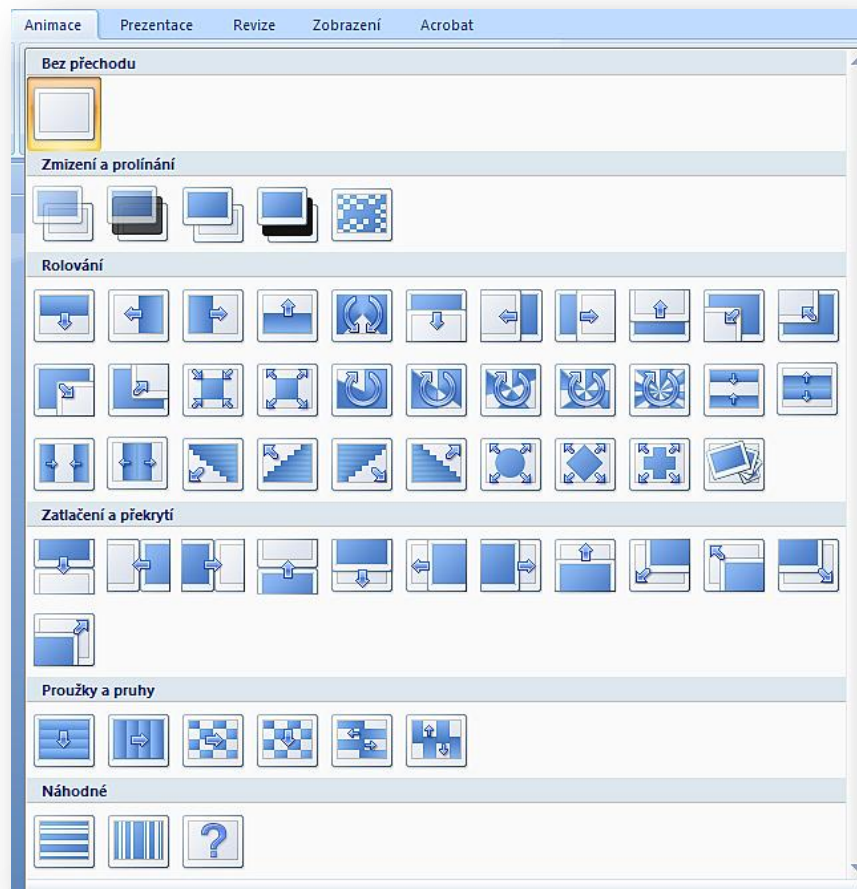 Animace Prezentace Revize Zobrazení Acrobat
Bez přechodu
Zmizení a prolínání
Rolování
Zatlačení a překrytí
Proužky a pruhy
Náhodné
?